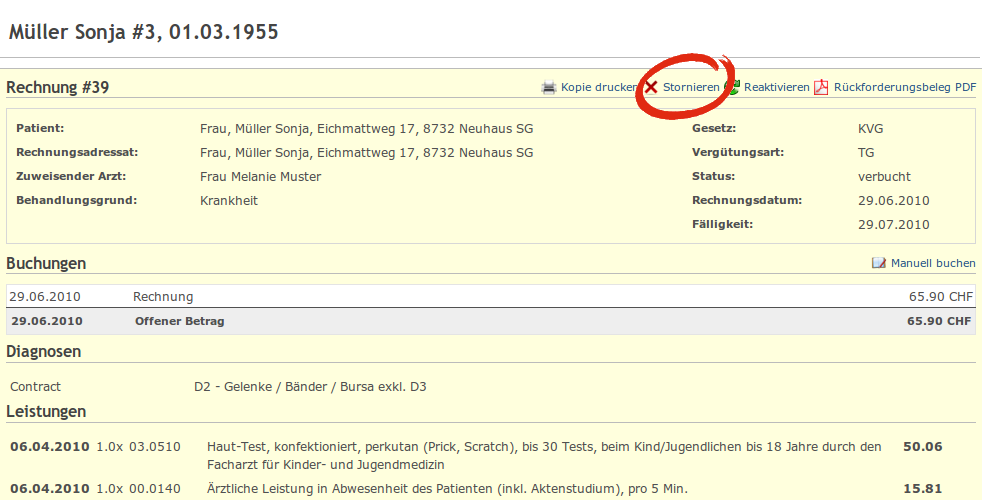 Müller Sonja #3, 01.03.1955
Rechnung #39 Kopie drucken Stornieren Reaktivieren Rückforderungsbeleg PDF
Patient: Frau, Müller Sonja, Eichmattweg 17, 8732 Neuhaus SG Gesetz: KVG
Rechnungsadressat: Frau, Müller Sonja, Eichmattweg 17, 8732 Neuhaus SG Vergütungsart: TG
Zuweisender Arzt: Frau Melanie Muster Status: verbucht
Behandlungsgrund: Krankheit Rechnungsdatum: 29.06.2010
Fälligkeit: 29.07.2010
Buchungen Manuell buchen
29.06.2010 Rechnung 65.90 CHF
29.06.2010 Offener Betrag 65.90 CHF
Diagnosen
Contract D2 - Gelenke / Bänder / Bursa exkl. D3
Leistungen
06.04.2010 1.0x 03.0510 Haut-Test, konfektioniert, perkutan (Prick, Scratch), bis 30 Tests, beim Kind/Jugendlichen bis 18 Jahre durch den 50.06
Facharzt für Kinder- und Jugendmedizin
06.04.2010 1.0x 00.0140 Ärztliche Leistung in Abwesenheit des Patienten (inkl. Aktenstudium), pro 5 Min. 15.81